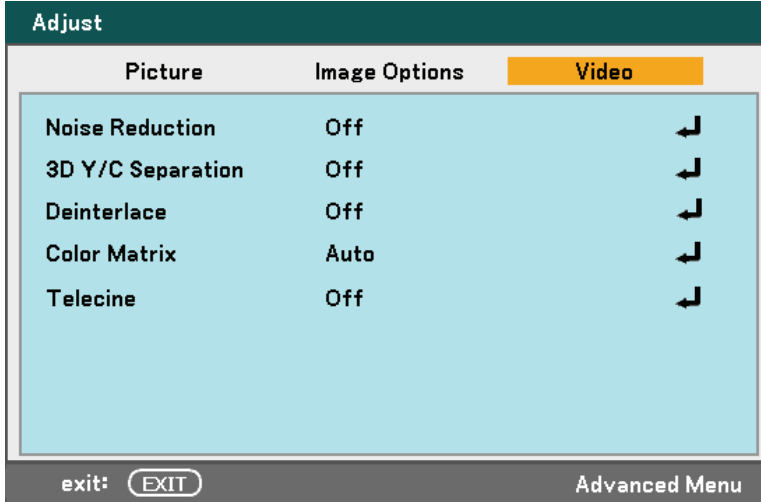 Adjust
Picture Image Options Video
Noise Reduction Off
3D Y/C Separation Off
Deinterlace Off
Color Matrix Auto
Telecine Off
exit: EXIT Advanced Menu